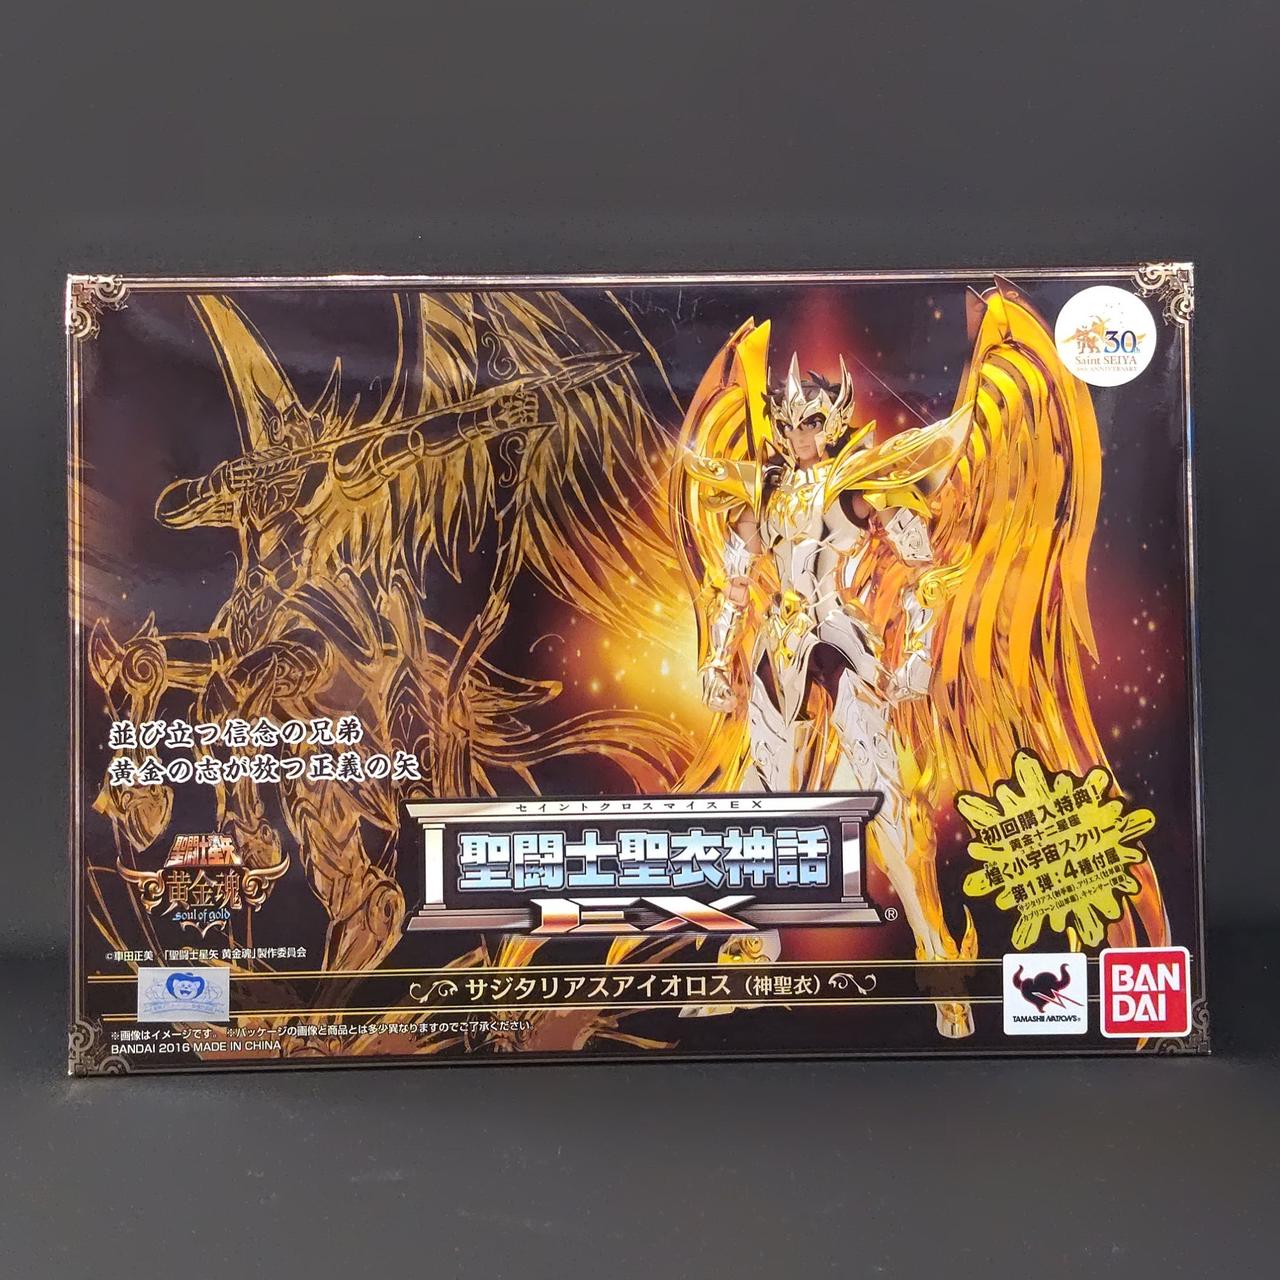 30th
Saint SEIYA
30th ANNIVERSARY
並び立つ信念の兄弟
黄金の志が放つ正義の矢
セイントクロスマイスEX
聖闘士聖衣神話
EX
®
聖闘士星矢
黄金魂
soul of gold
初回購入特典!
黄金十二星座
煌く小宇宙スクリーン
第1弾:4種付属
©車田正美・「聖闘士星矢 黄金魂」製作委員会
サジタリアスアイオロス(神聖衣)
※画像はイメージです。 ※パッケージの画像と商品とは多少異なりますのでご了承ください。
BANDAI 2016 MADE IN CHINA
TAMASHII NATIONS®
BAN
DAI